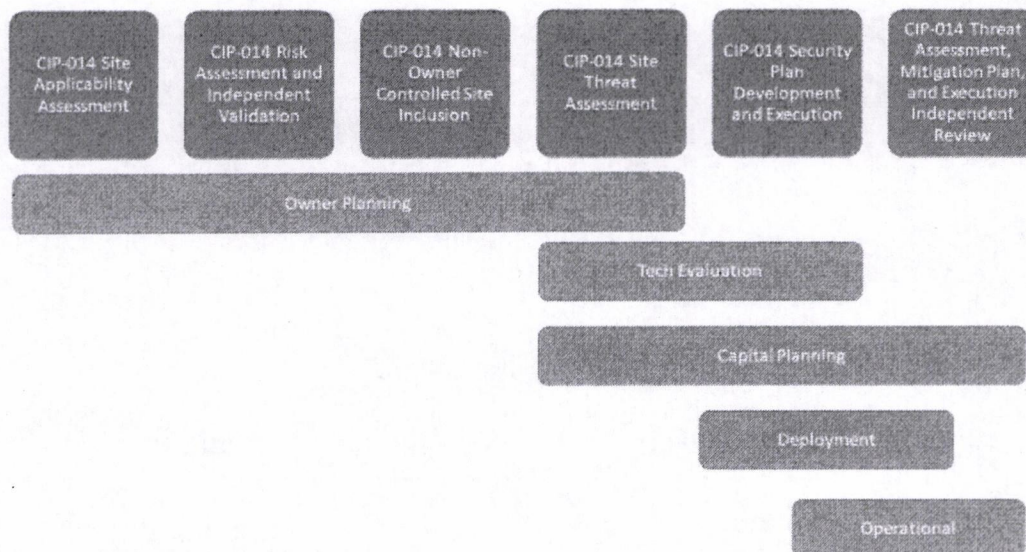 CIP-014 Site
Applicability
Assessment
CIP-014 Risk
Assessment and
Independent
Validation
CIP-014 Non-
Owner
Controlled Site
Inclusion
CIP-014 Site
Threat
Assessment
CIP-014 Security
Plan
Development
and Execution
CIP-014 Threat
Assessment,
Mitigation Plan,
and Execution
Independent
Review
Owner Planning
Tech Evaluation
Capital Planning
Deployment
Operational